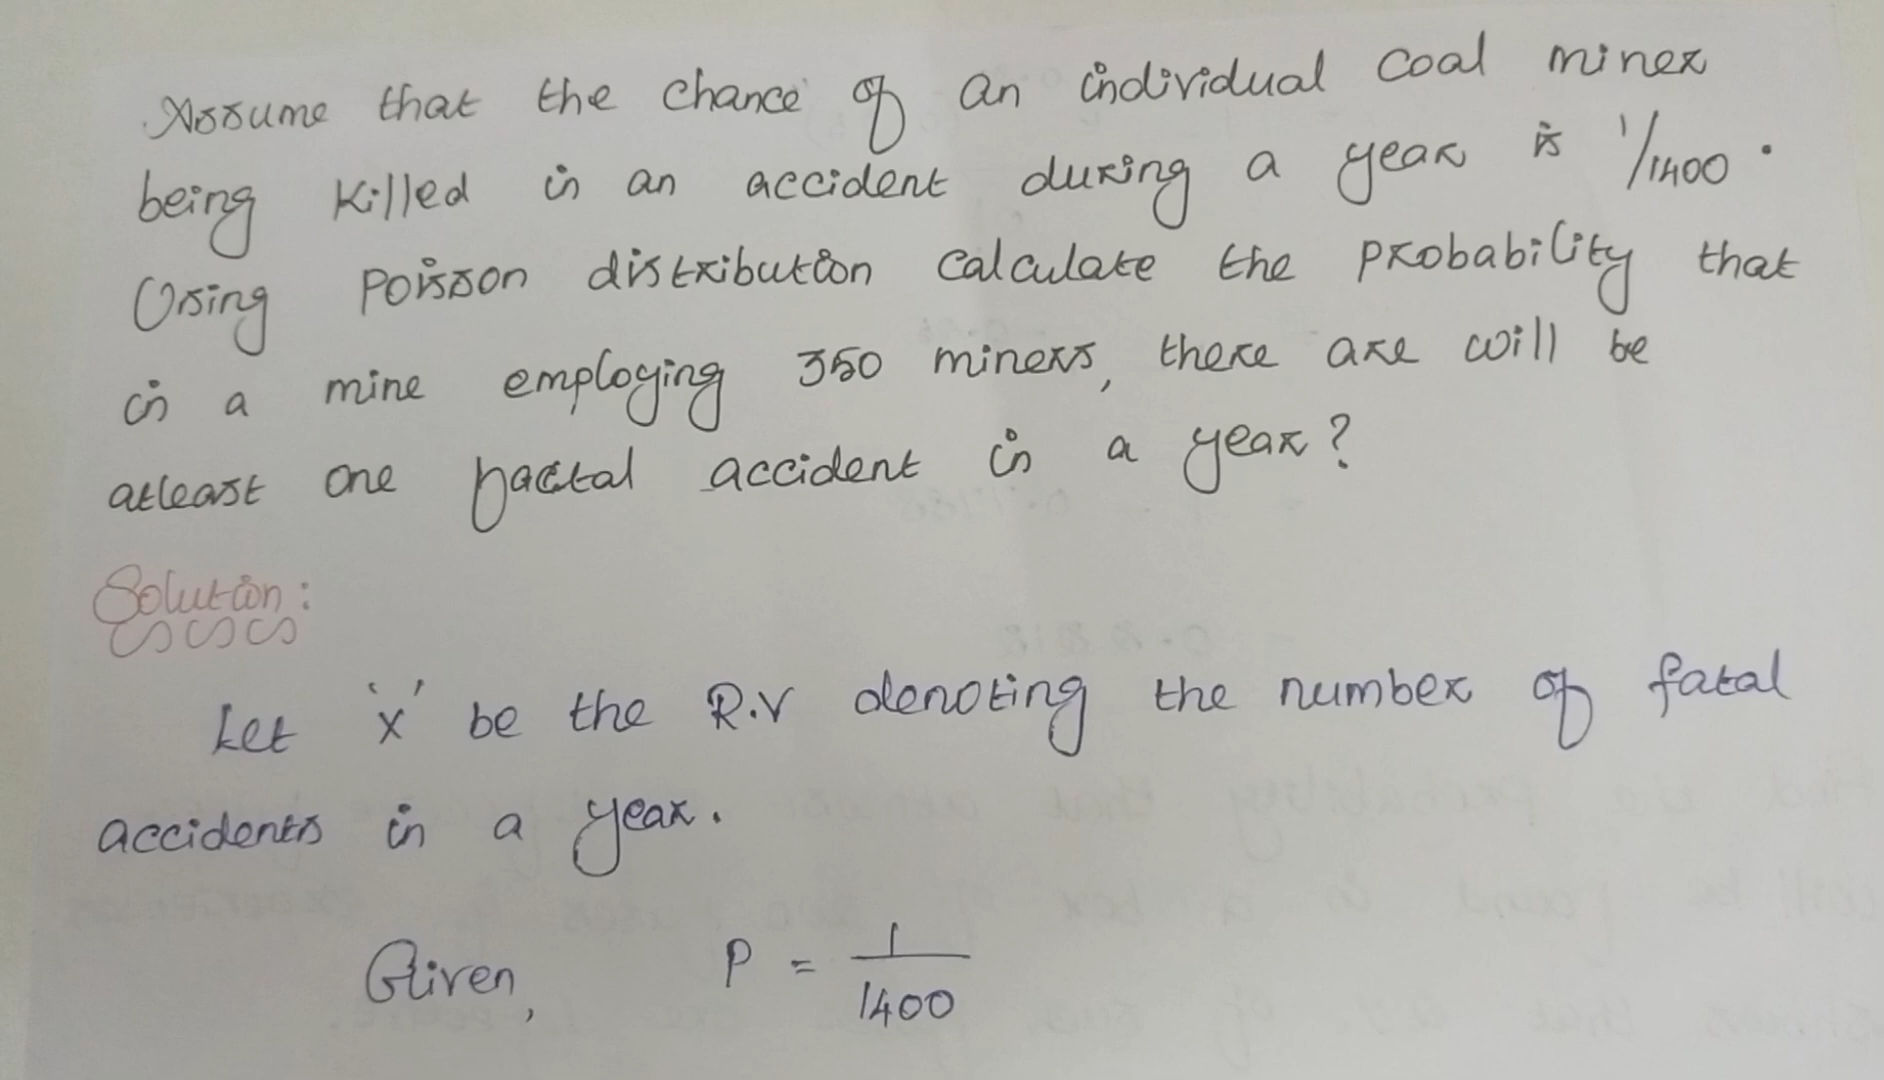 Assume that the chance of an individual coal miner
being killed in an accident during a year is 1/1400.
Using poisson distribution calculate the probability that
in a mine employing 350 miners, there are will be
atleast one factal accident in a year?
Solution:
Let 'x' be the R.V denoting the number of fatal
accidents in a year.
Given, P = 1/1400